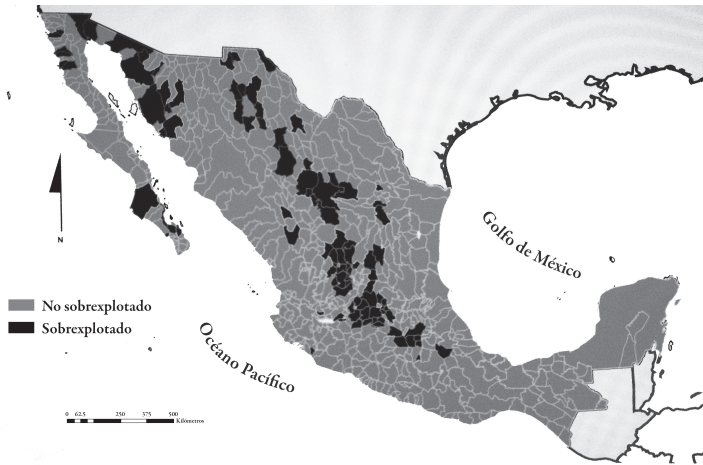 Golfo de México
N
No sobrexplotado
Sobrexplotado
Océano Pacífico
0 62.5 250 375 500
Kilómetros